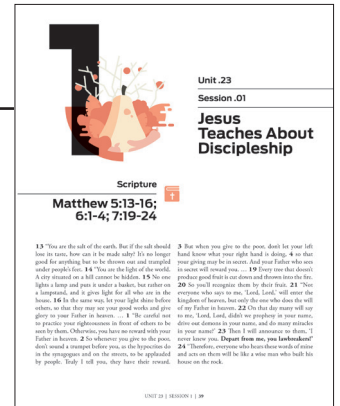 1
Unit .23
Session .01
Jesus
Teaches About
Discipleship
Scripture
Matthew 5:13-16;
6:1-4; 7:19-24
13 "You are the salt of the earth. But if the salt should
lose its taste, how can it be made salty? It's no longer
good for anything but to be thrown out and trampled
under people's feet. 14 "You are the light of the world.
A city situated on a hill cannot be hidden. 15 No one
lights a lamp and puts it under a basket, but rather on
a lampstand, and it gives light for all who are in the
house. 16 In the same way, let your light shine before
others, so that they may see your good works and give
glory to your Father in heaven. ... 1 "Be careful not
to practice your righteousness in front of others to be
seen by them. Otherwise, you have no reward with your
Father in heaven. 2 So whenever you give to the poor,
don't sound a trumpet before you, as the hypocrites do
in the synagogues and on the streets, to be applauded
by people. Truly I tell you, they have their reward.
3 But when you give to the poor, don't let your left
hand know what your right hand is doing, 4 so that
your giving may be in secret. And your Father who sees
in secret will reward you. ... 19 Every tree that doesn't
produce good fruit is cut down and thrown into the fire.
20 So you'll recognize them by their fruit. 21 "Not
everyone who says to me, 'Lord, Lord,' will enter the
kingdom of heaven, but only the one who does the will
of my Father in heaven. 22 On that day many will say
to me, 'Lord, Lord, didn't we prophesy in your name,
drive out demons in your name, and do many miracles
in your name?' 23 Then I will announce to them, 'I
never knew you. Depart from me, you lawbreakers!'
24 "Therefore, everyone who hears these words of mine
and acts on them will be like a wise man who built his
house on the rock.
UNIT 23 | SESSION 1 | 39